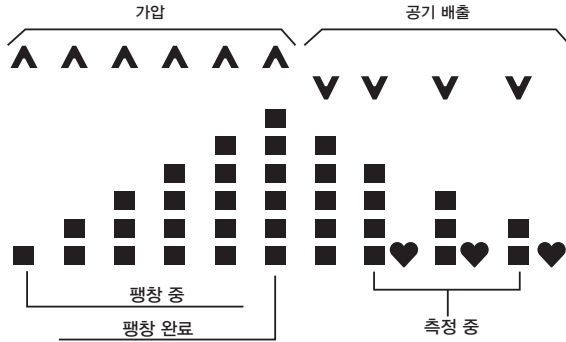 가압
공기 배출
팽창 중
팽창 완료
측정 중